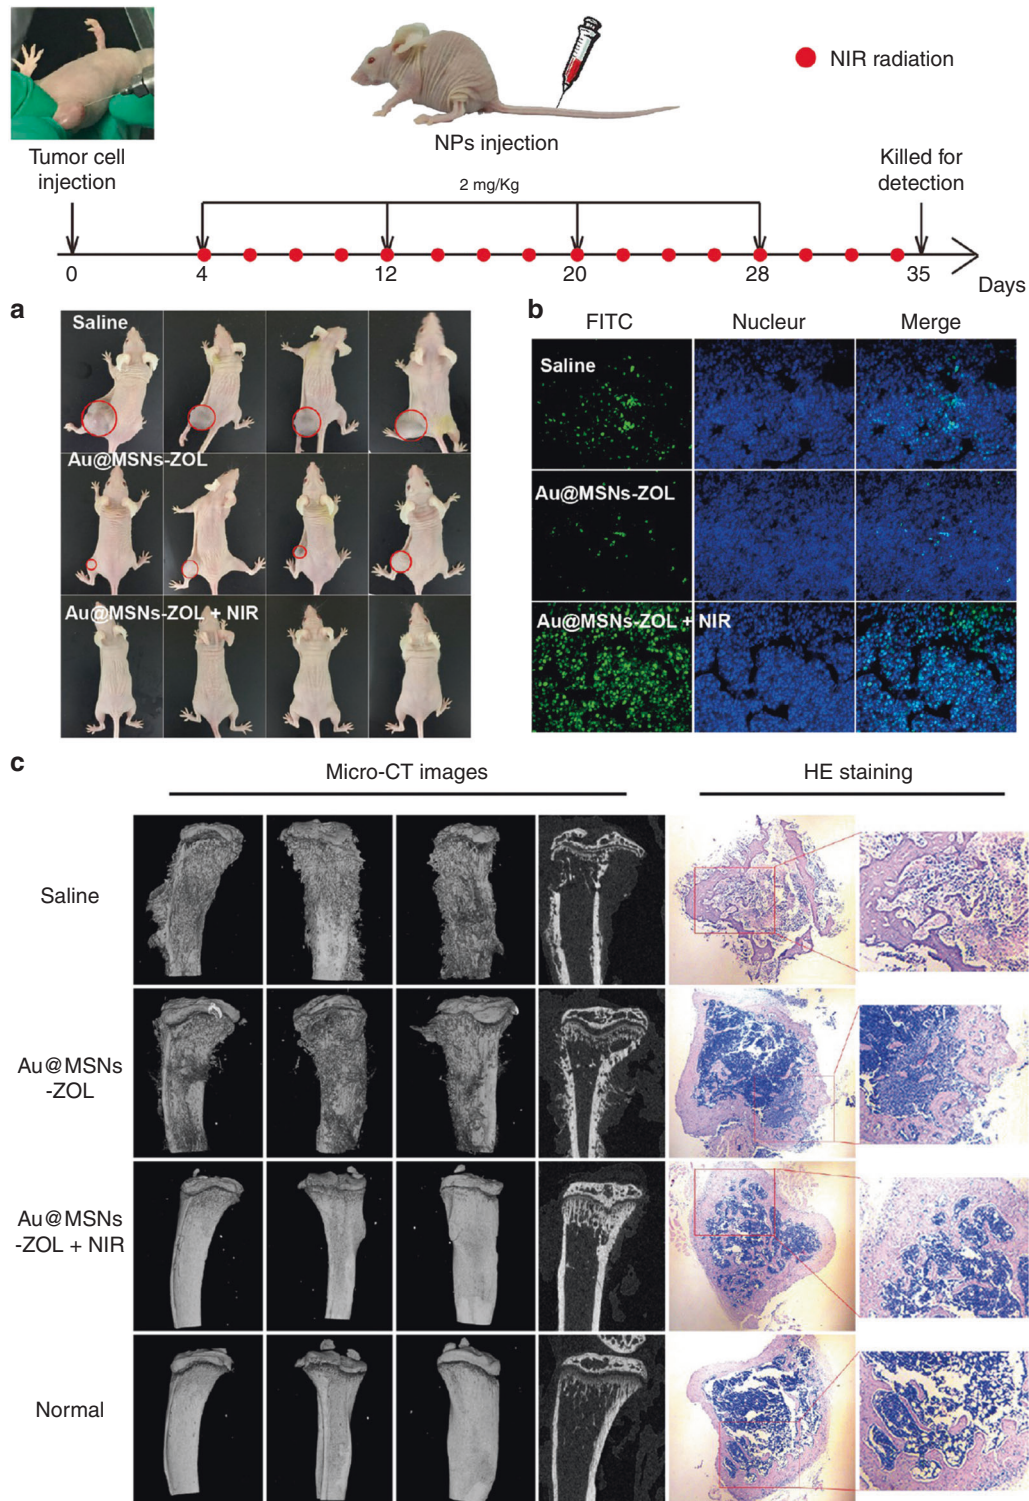 NIR radiation
NPs injection
Tumor cell
injection
Killed for
detection
2 mg/Kg
0
4
12
20
28
35
Days
a
Saline
Au@MSNs-ZOL
Au@MSNs-ZOL + NIR
b
FITC
Nucleur
Merge
Saline
Au@MSNs-ZOL
Au@MSNs-ZOL + NIR
c
Micro-CT images
HE staining
Saline
Au@MSNs
-ZOL
Au@MSNs
-ZOL + NIR
Normal